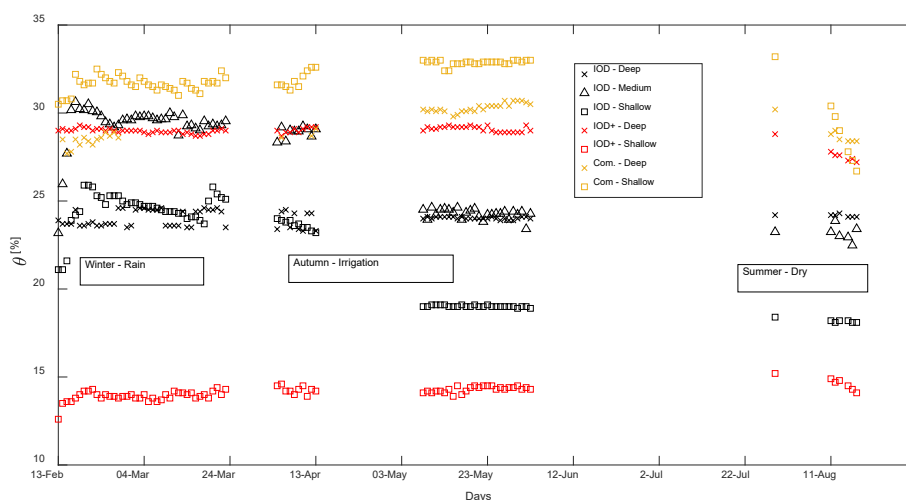 35
30
25
20
15
10
θ [%]
IOD - Deep
IOD - Medium
IOD - Shallow
IOD+ - Deep
IOD+ - Shallow
Com. - Deep
Com - Shallow
Winter - Rain
Autumn - Irrigation
Summer - Dry
13-Feb 04-Mar 24-Mar 13-Apr 03-May 23-May 12-Jun 2-Jul 22-Jul 11-Aug
Days